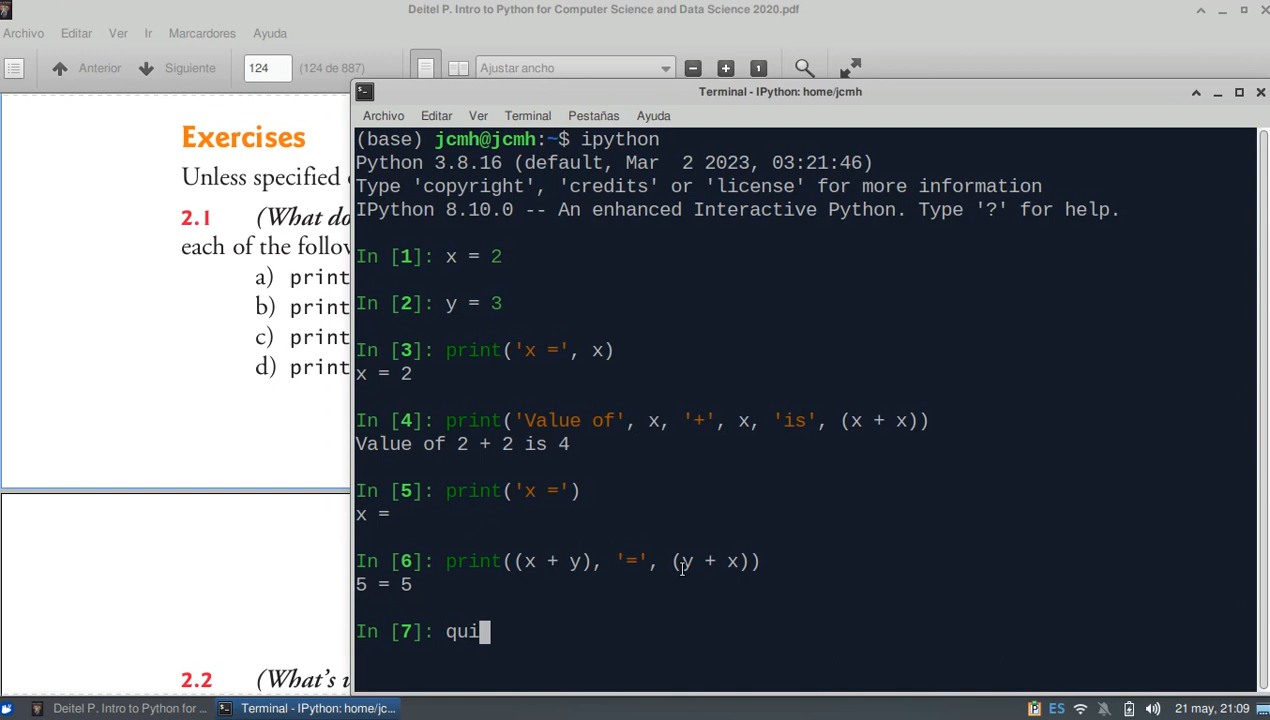 Deitel P. Intro to Python for Computer Science and Data Science 2020.pdf
Archivo Editar Ver Ir Marcadores Ayuda
Anterior Siguiente 124 (124 de 887) Ajustar ancho
Exercises
Unless specified
2.1 (What do
each of the follow
a) print
b) print
c) print
d) print
2.2 (What's
Terminal - IPython: home/jcmh
Archivo Editar Ver Terminal Pestañas Ayuda
(base) jcmh@jcmh:~$ ipython
Python 3.8.16 (default, Mar  2 2023, 03:21:46)
Type 'copyright', 'credits' or 'license' for more information
IPython 8.10.0 -- An enhanced Interactive Python. Type '?' for help.
In [1]: x = 2
In [2]: y = 3
In [3]: print('x =', x)
x = 2
In [4]: print('Value of', x, '+', x, 'is', (x + x))
Value of 2 + 2 is 4
In [5]: print('x =')
x =
In [6]: print((x + y), '=', (y + x))
5 = 5
In [7]: qui
Deitel P. Intro to Python for ... Terminal - IPython: home/jc... ES 21 may, 21:09